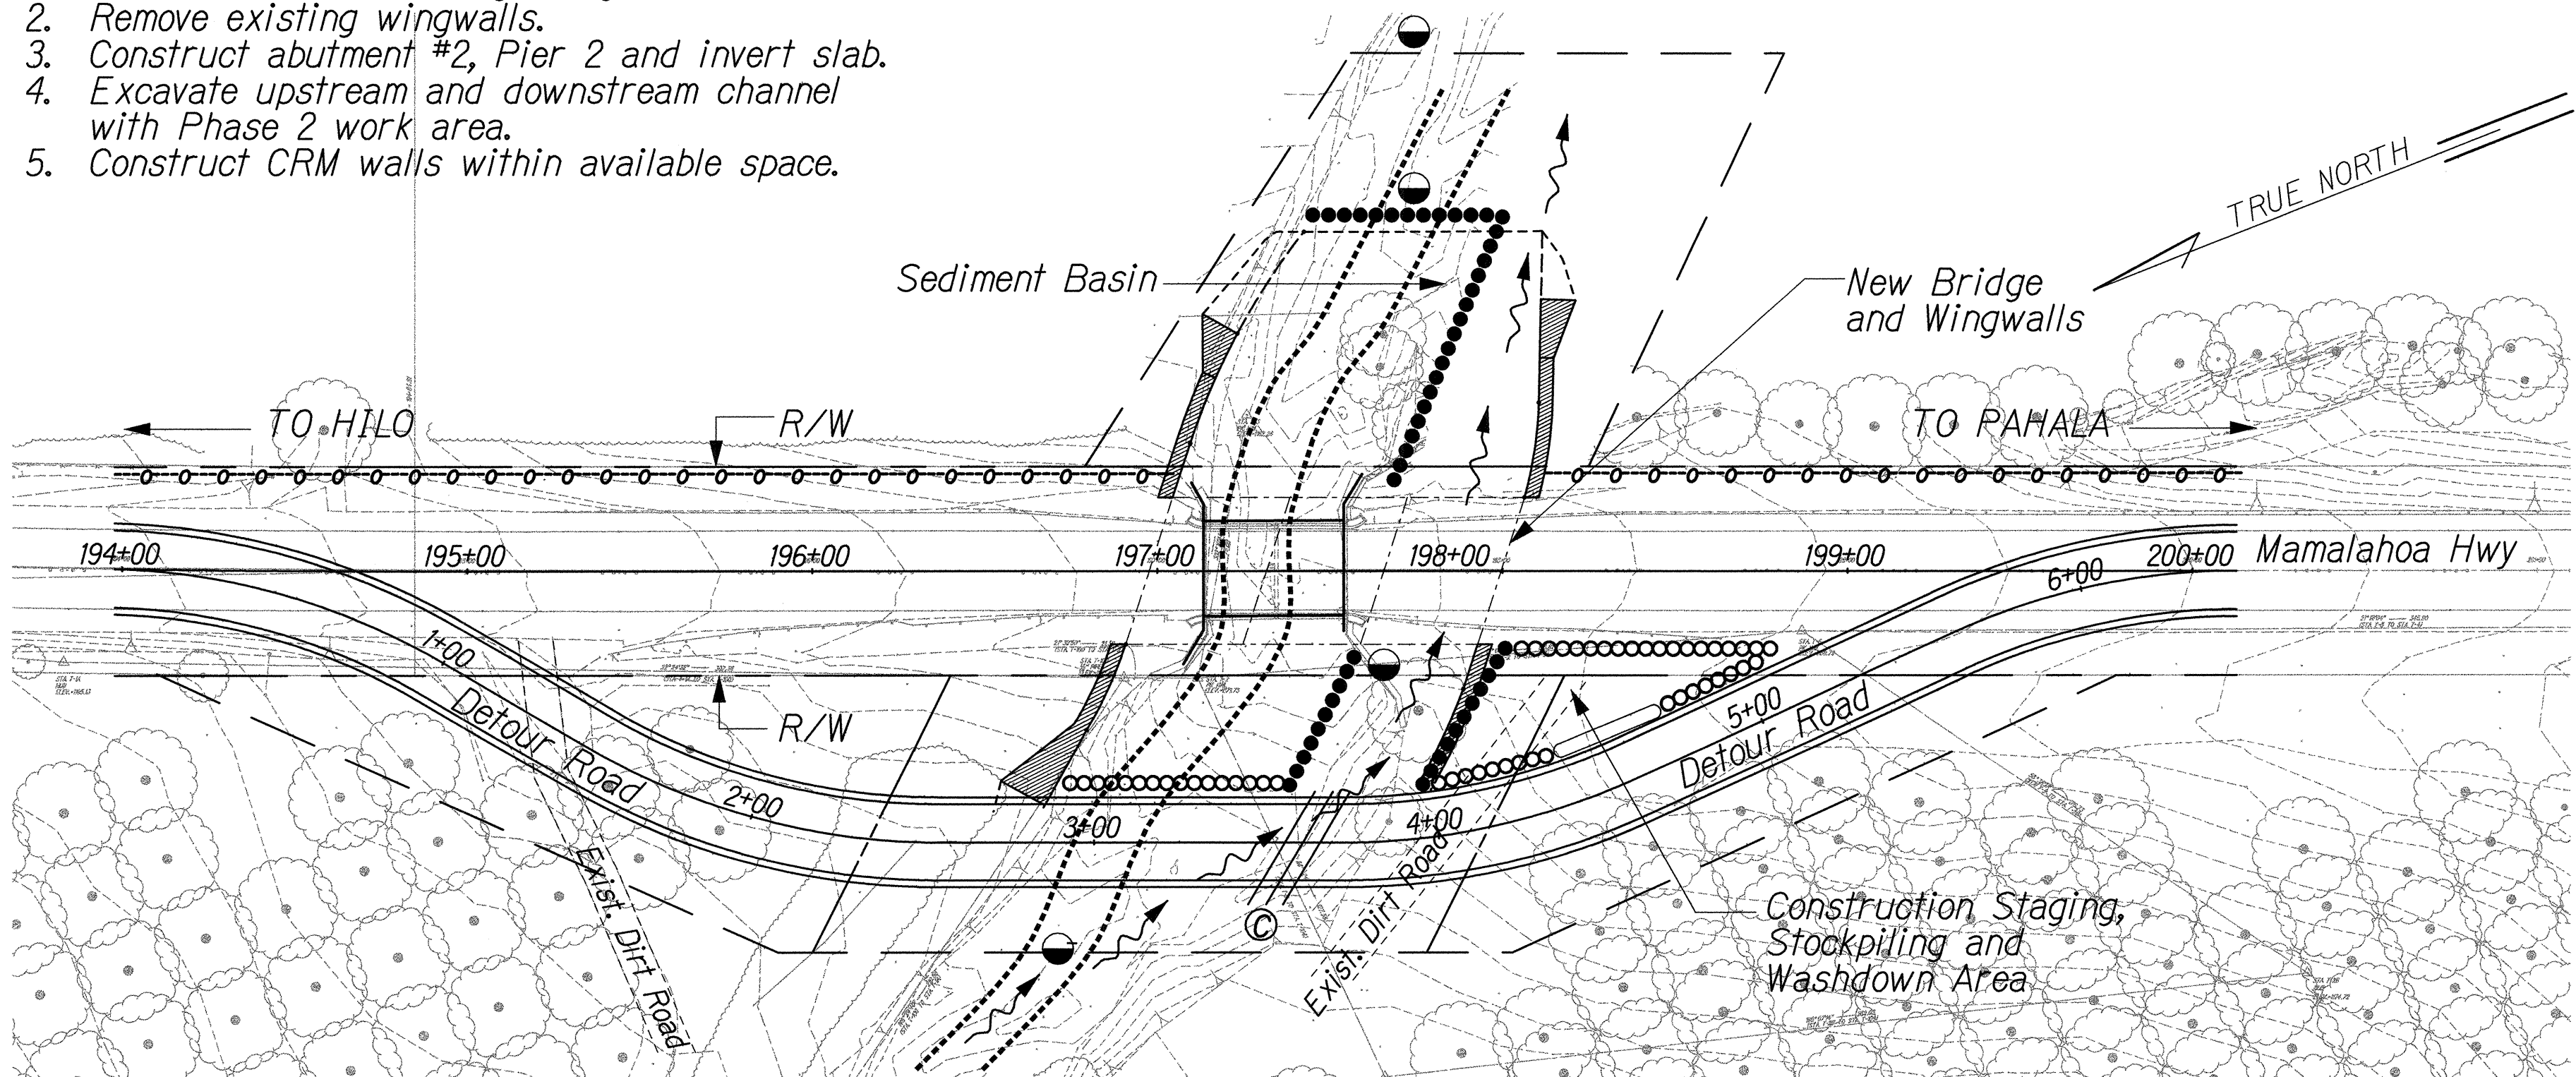 2. Remove existing wingwalls.
3. Construct abutment #2, Pier 2 and invert slab.
4. Excavate upstream and downstream channel
with Phase 2 work area.
5. Construct CRM walls within available space.
TRUE NORTH
Sediment Basin
New Bridge
and Wingwalls
TO HILO
R/W
TO PAHALA
194+00
195+00
196+00
197+00
198+00
199+00
200+00
Mamalahoa Hwy
6+00
1+00
R/W
Detour Road
2+00
3+00
4+00
5+00
Detour Road
Exist. Dirt Road
Exist. Dirt Road
©
Construction Staging,
Stockpiling and
Washdown Area